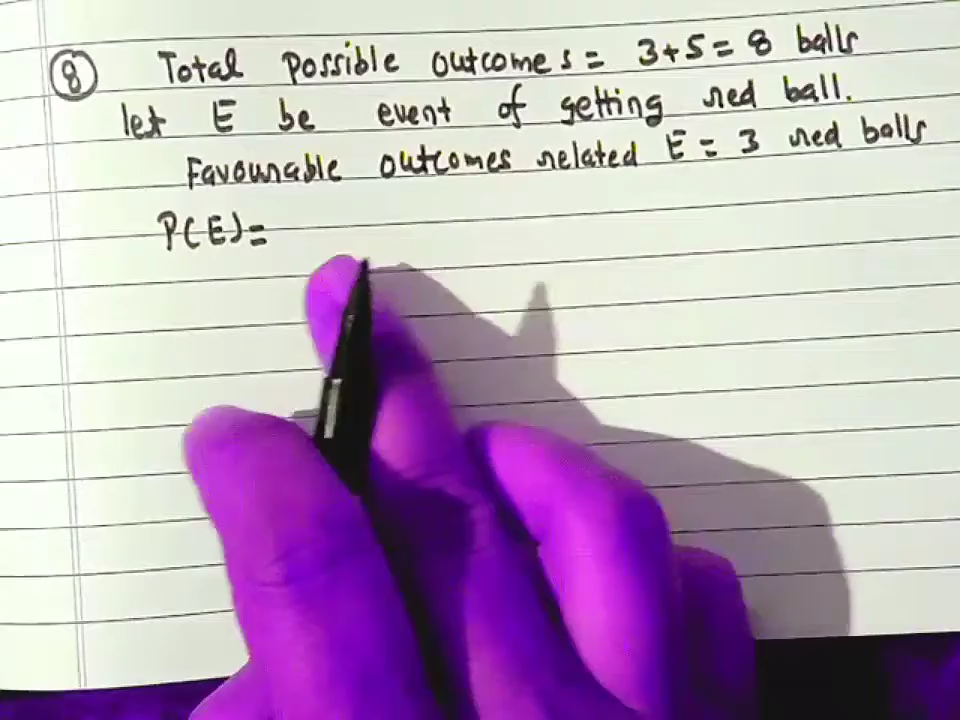 ⑧ Total possible outcomes = 3+5 = 8 balls
let E be event of getting red ball.
Favourable outcomes related E = 3 red balls
P(E)=